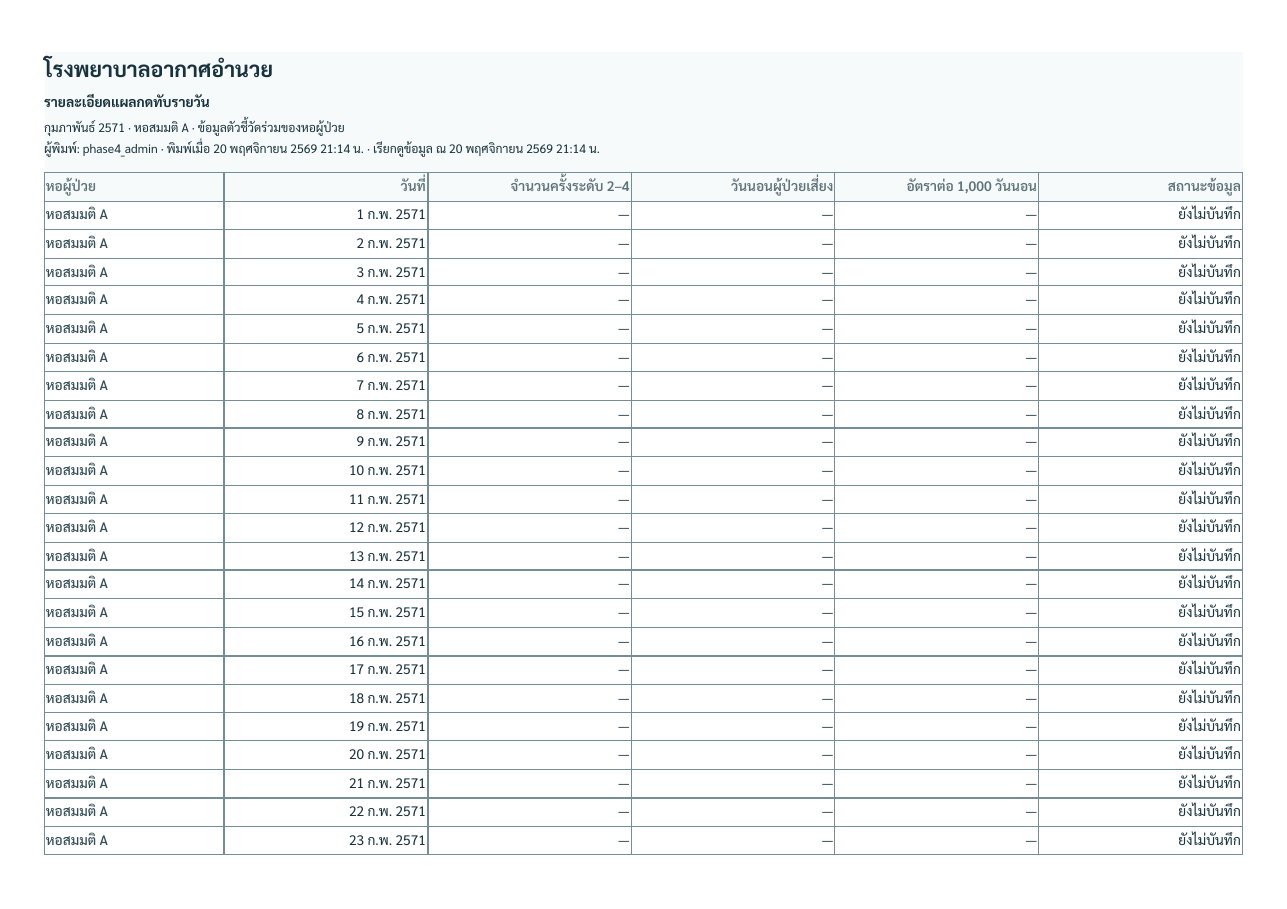 โรงพยาบาลอากาศอำนวย
รายละเอียดแผลกดทับรายวัน
กุมภาพันธ์ 2571 · หอสมมติ A · ข้อมูลตัวชี้วัดร่วมของหอผู้ป่วย
ผู้พิมพ์: phase4_admin · พิมพ์เมื่อ 20 พฤศจิกายน 2569 21:14 น. · เรียกดูข้อมูล ณ 20 พฤศจิกายน 2569 21:14 น.
หอผู้ป่วย วันที่ จำนวนครั้งระดับ 2–4 วันนอนผู้ป่วยเสี่ยง อัตราต่อ 1,000 วันนอน สถานะข้อมูล
หอสมมติ A 1 ก.พ. 2571 — — — ยังไม่บันทึก
หอสมมติ A 2 ก.พ. 2571 — — — ยังไม่บันทึก
หอสมมติ A 3 ก.พ. 2571 — — — ยังไม่บันทึก
หอสมมติ A 4 ก.พ. 2571 — — — ยังไม่บันทึก
หอสมมติ A 5 ก.พ. 2571 — — — ยังไม่บันทึก
หอสมมติ A 6 ก.พ. 2571 — — — ยังไม่บันทึก
หอสมมติ A 7 ก.พ. 2571 — — — ยังไม่บันทึก
หอสมมติ A 8 ก.พ. 2571 — — — ยังไม่บันทึก
หอสมมติ A 9 ก.พ. 2571 — — — ยังไม่บันทึก
หอสมมติ A 10 ก.พ. 2571 — — — ยังไม่บันทึก
หอสมมติ A 11 ก.พ. 2571 — — — ยังไม่บันทึก
หอสมมติ A 12 ก.พ. 2571 — — — ยังไม่บันทึก
หอสมมติ A 13 ก.พ. 2571 — — — ยังไม่บันทึก
หอสมมติ A 14 ก.พ. 2571 — — — ยังไม่บันทึก
หอสมมติ A 15 ก.พ. 2571 — — — ยังไม่บันทึก
หอสมมติ A 16 ก.พ. 2571 — — — ยังไม่บันทึก
หอสมมติ A 17 ก.พ. 2571 — — — ยังไม่บันทึก
หอสมมติ A 18 ก.พ. 2571 — — — ยังไม่บันทึก
หอสมมติ A 19 ก.พ. 2571 — — — ยังไม่บันทึก
หอสมมติ A 20 ก.พ. 2571 — — — ยังไม่บันทึก
หอสมมติ A 21 ก.พ. 2571 — — — ยังไม่บันทึก
หอสมมติ A 22 ก.พ. 2571 — — — ยังไม่บันทึก
หอสมมติ A 23 ก.พ. 2571 — — — ยังไม่บันทึก